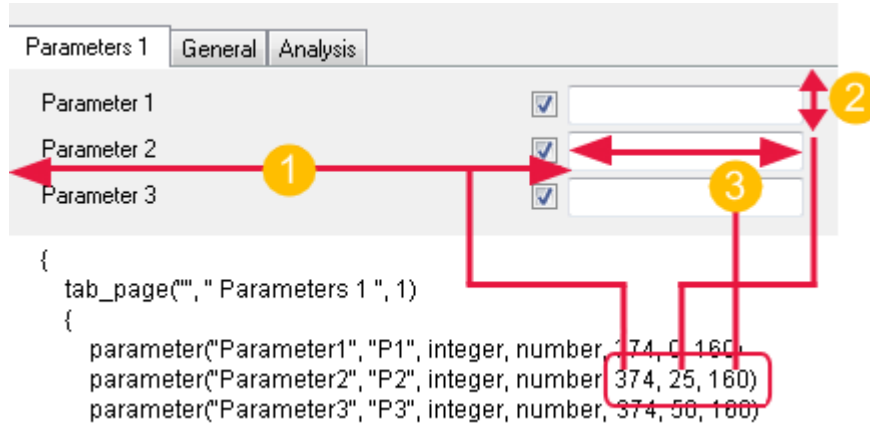 Parameters 1 General Analysis
Parameter 1
2
Parameter 2
1
3
Parameter 3
{
tab_page("", " Parameters 1 ", 1)
{
parameter("Parameter1", "P1", integer, number, 374, 0, 160)
parameter("Parameter2", "P2", integer, number, 374, 25, 160)
parameter("Parameter3", "P3", integer, number, 374, 50, 160)